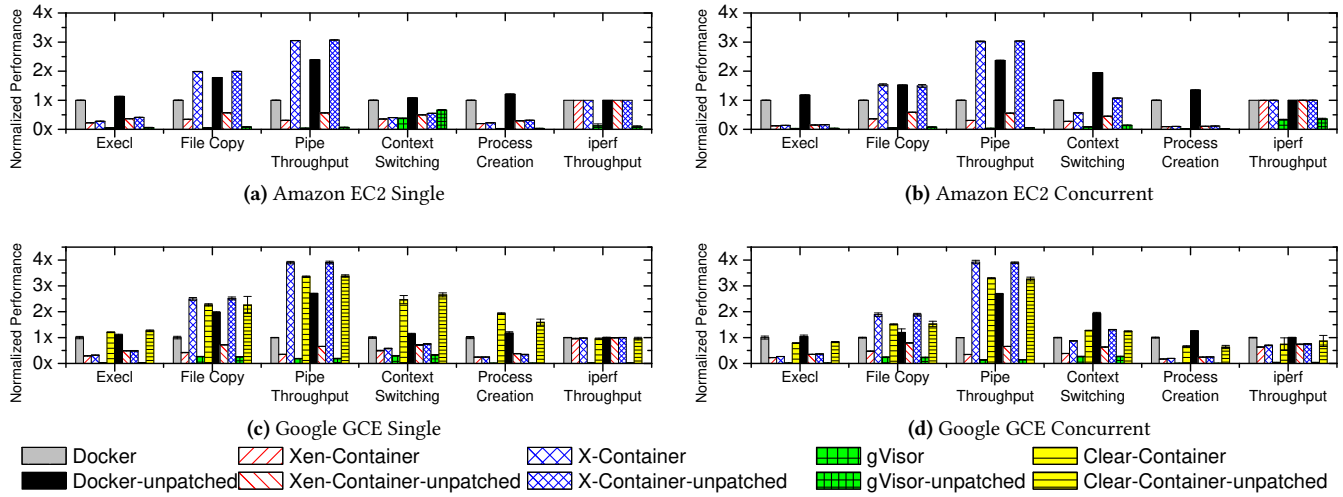 Normalized Performance
4x
3x
2x
1x
0x
Execl
File Copy
Pipe
Throughput
Context
Switching
Process
Creation
iperf
Throughput
(a) Amazon EC2 Single
Normalized Performance
4x
3x
2x
1x
0x
Execl
File Copy
Pipe
Throughput
Context
Switching
Process
Creation
iperf
Throughput
(b) Amazon EC2 Concurrent
Normalized Performance
4x
3x
2x
1x
0x
Execl
File Copy
Pipe
Throughput
Context
Switching
Process
Creation
iperf
Throughput
(c) Google GCE Single
Normalized Performance
4x
3x
2x
1x
0x
Execl
File Copy
Pipe
Throughput
Context
Switching
Process
Creation
iperf
Throughput
(d) Google GCE Concurrent
Docker
Xen-Container
X-Container
gVisor
Clear-Container
Docker-unpatched
Xen-Container-unpatched
X-Container-unpatched
gVisor-unpatched
Clear-Container-unpatched